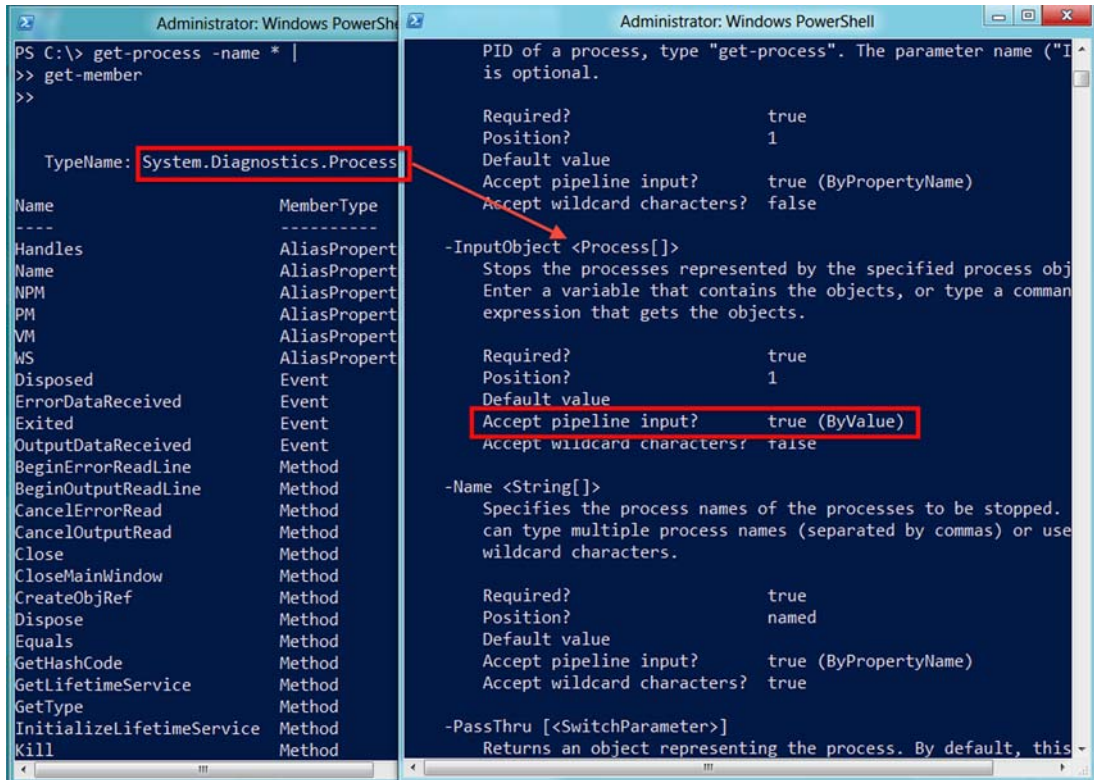 Administrator: Windows PowerShe
PS C:\> get-process -name * |
>> get-member
>>
TypeName: System.Diagnostics.Process
Name MemberType
---- ----------
Handles AliasPropert
Name AliasPropert
NPM AliasPropert
PM AliasPropert
VM AliasPropert
WS AliasPropert
Disposed Event
ErrorDataReceived Event
Exited Event
OutputDataReceived Event
BeginErrorReadLine Method
BeginOutputReadLine Method
CancelErrorRead Method
CancelOutputRead Method
Close Method
CloseMainWindow Method
CreateObjRef Method
Dispose Method
Equals Method
GetHashCode Method
GetLifetimeService Method
GetType Method
InitializeLifetimeService Method
Kill Method
Administrator: Windows PowerShell
PID of a process, type "get-process". The parameter name ("I
is optional.
Required? true
Position? 1
Default value
Accept pipeline input? true (ByPropertyName)
Accept wildcard characters? false
-InputObject <Process[]>
Stops the processes represented by the specified process obj
Enter a variable that contains the objects, or type a comman
expression that gets the objects.
Required? true
Position? 1
Default value
Accept pipeline input? true (ByValue)
Accept wildcard characters? false
-Name <String[]>
Specifies the process names of the processes to be stopped.
can type multiple process names (separated by commas) or use
wildcard characters.
Required? true
Position? named
Default value
Accept pipeline input? true (ByPropertyName)
Accept wildcard characters? true
-PassThru [<SwitchParameter>]
Returns an object representing the process. By default, this